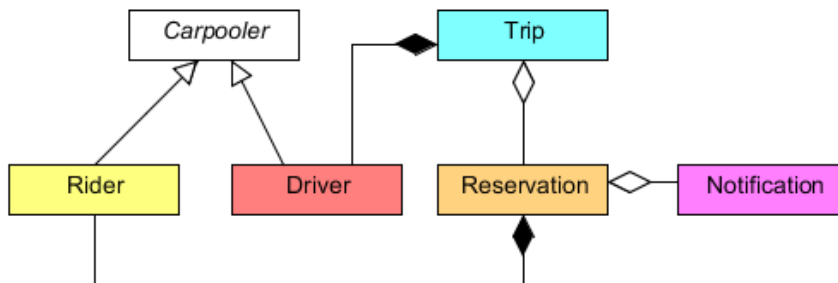 Carpooler
Trip
Rider
Driver
Reservation
Notification